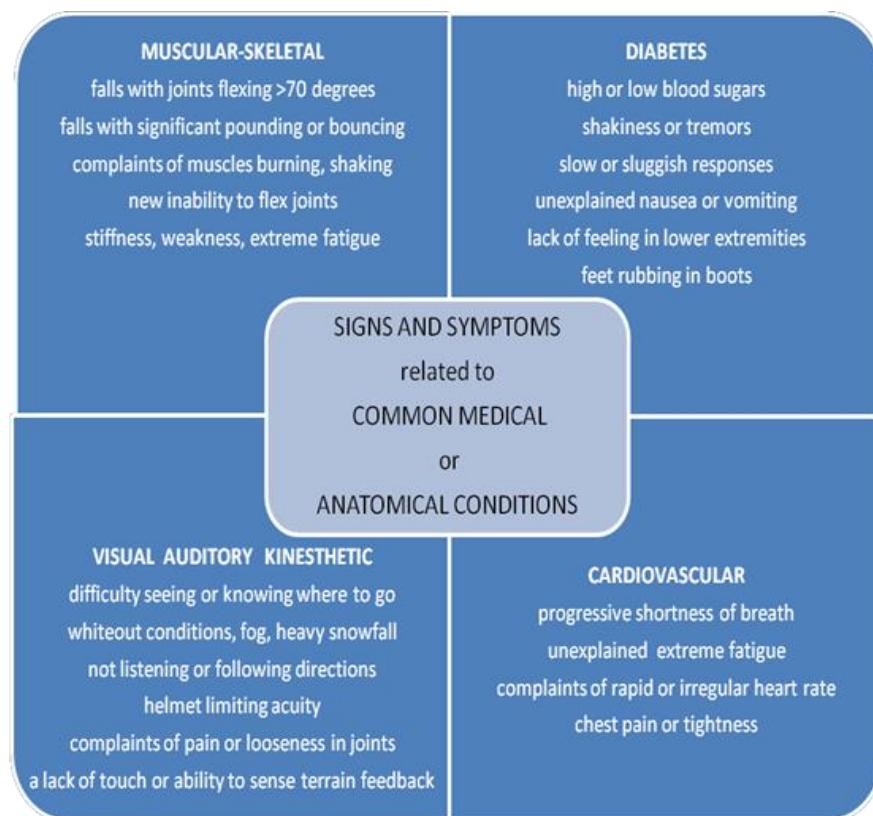 MUSCULAR-SKELETAL
falls with joints flexing >70 degrees
falls with significant pounding or bouncing
complaints of muscles burning, shaking
new inability to flex joints
stiffness, weakness, extreme fatigue
DIABETES
high or low blood sugars
shakiness or tremors
slow or sluggish responses
unexplained nausea or vomiting
lack of feeling in lower extremities
feet rubbing in boots
SIGNS AND SYMPTOMS
related to
COMMON MEDICAL
or
ANATOMICAL CONDITIONS
VISUAL AUDITORY KINESTHETIC
difficulty seeing or knowing where to go
whiteout conditions, fog, heavy snowfall
not listening or following directions
helmet limiting acuity
complaints of pain or looseness in joints
a lack of touch or ability to sense terrain feedback
CARDIOVASCULAR
progressive shortness of breath
unexplained extreme fatigue
complaints of rapid or irregular heart rate
chest pain or tightness